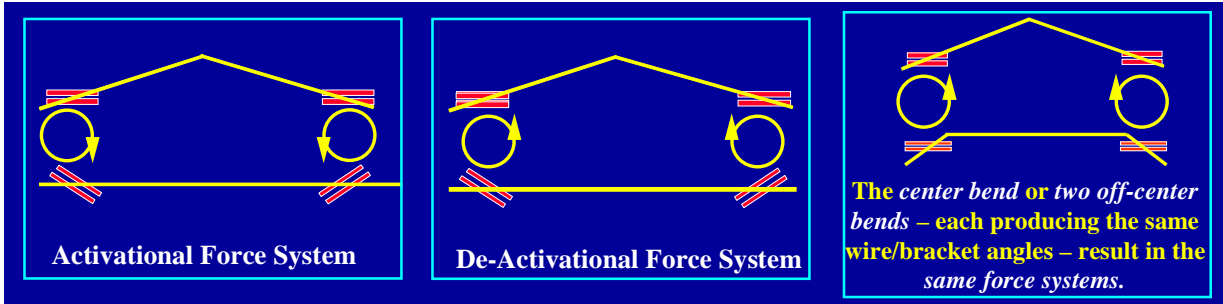 Activational Force System
De-Activational Force System
The center bend or two off-center
bends – each producing the same
wire/bracket angles – result in the
same force systems.